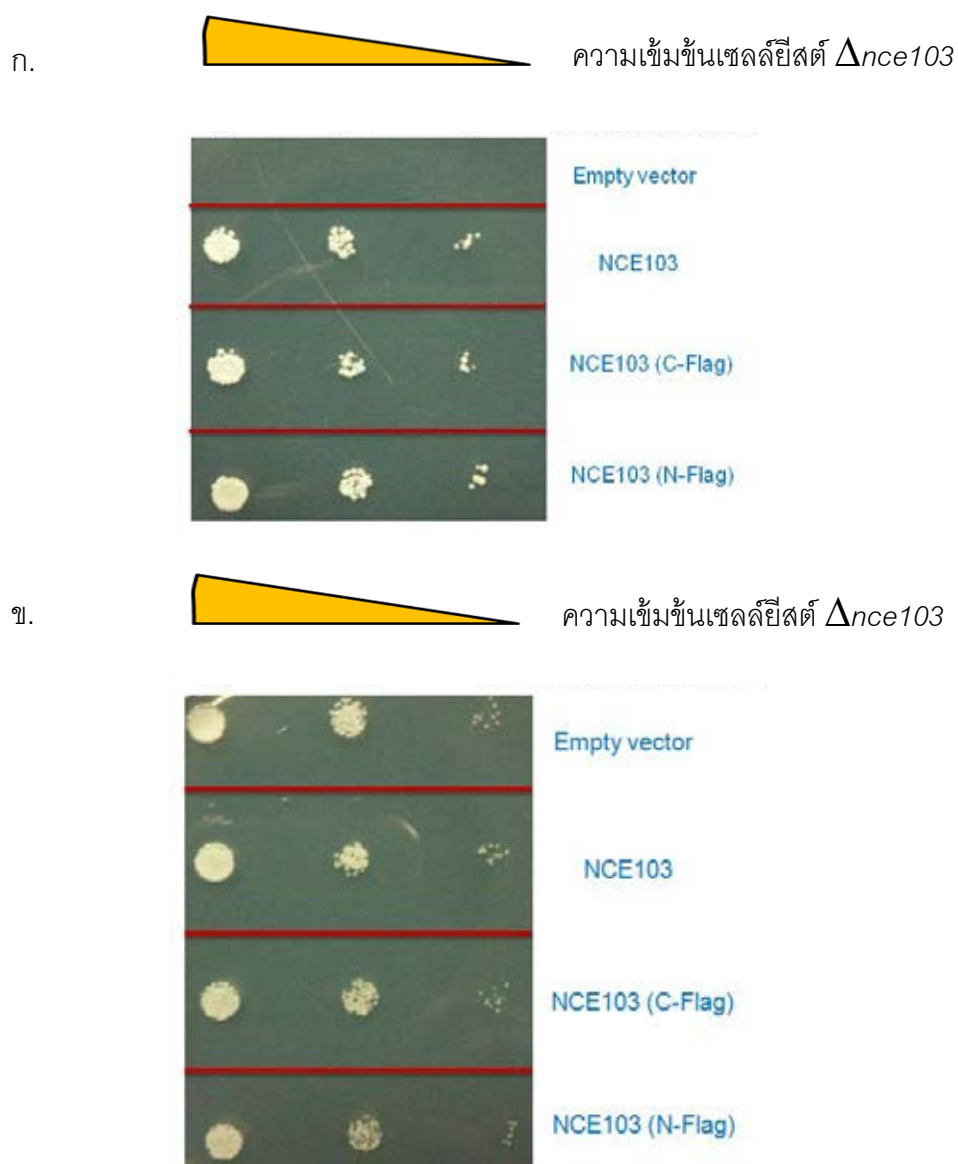 ก.
ความเข้มข้นเซลล์ยีสต์ Δnce103
Empty vector
NCE103
NCE103 (C-Flag)
NCE103 (N-Flag)
ข.
ความเข้มข้นเซลล์ยีสต์ Δnce103
Empty vector
NCE103
NCE103 (C-Flag)
NCE103 (N-Flag)